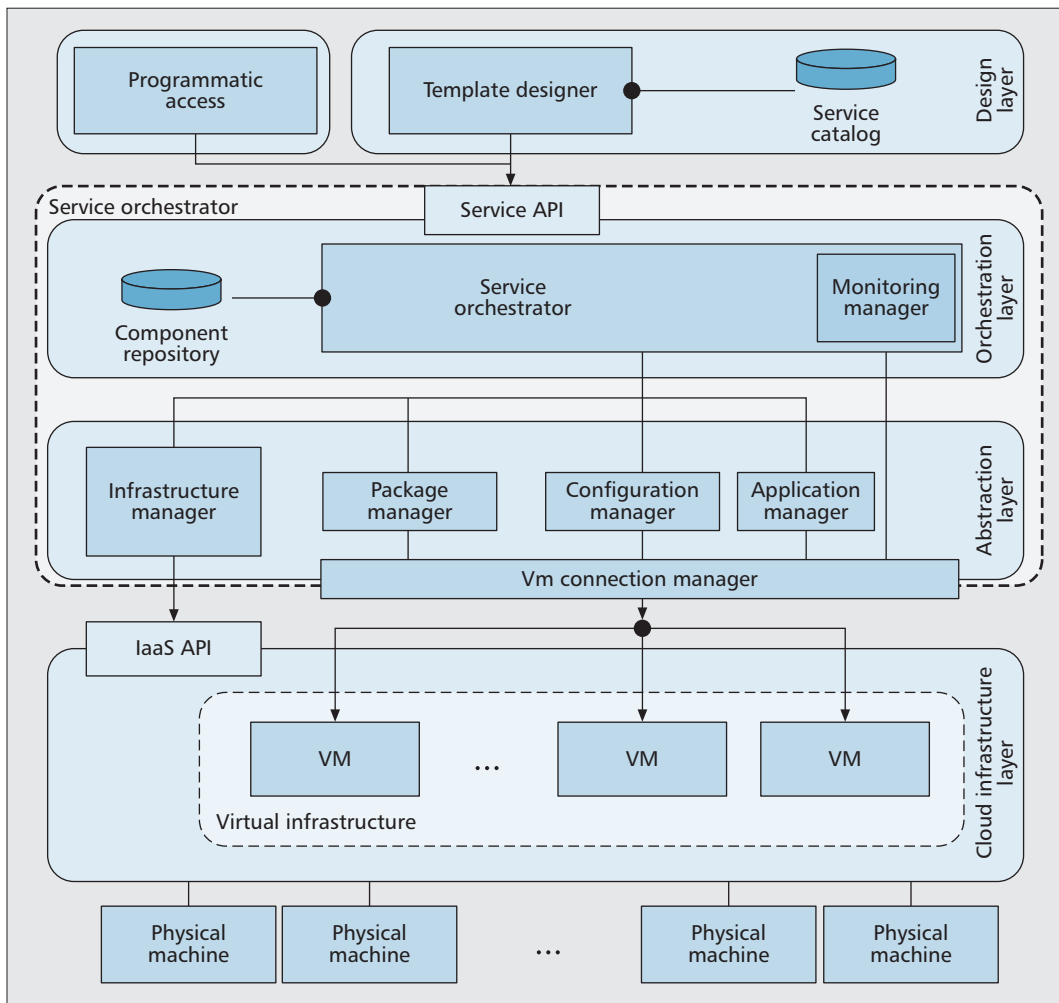 Programmatic
access
Template designer
Service
catalog
Design
layer
Service orchestrator
Service API
Component
repository
Service
orchestrator
Monitoring
manager
Orchestration
layer
Infrastructure
manager
Package
manager
Configuration
manager
Application
manager
Abstraction
layer
Vm connection manager
IaaS API
VM
...
VM
VM
Virtual infrastructure
Cloud infrastructure
layer
Physical
machine
Physical
machine
...
Physical
machine
Physical
machine